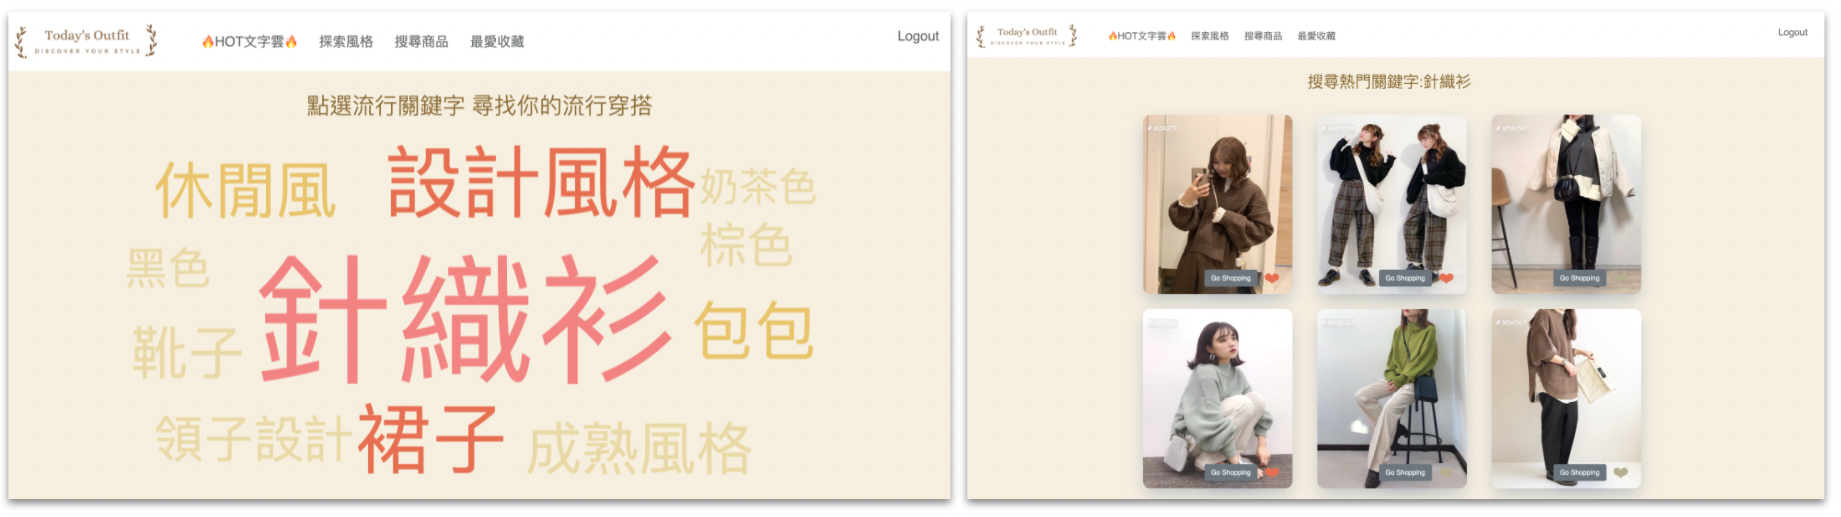 Today's Outfit
DISCOVER YOUR STYLE
🔥HOT文字雲🔥 探索風格 搜尋商品 最愛收藏
Logout
點選流行關鍵字 尋找你的流行穿搭
休閒風 設計風格 奶茶色
棕色
黑色 針織衫
靴子 包包
領子設計 裙子 成熟風格
Today's Outfit
DISCOVER YOUR STYLE
🔥HOT文字雲🔥 探索風格 搜尋商品 最愛收藏
Logout
搜尋熱門關鍵字:針織衫
Go Shopping Go Shopping Go Shopping
Go Shopping Go Shopping Go Shopping